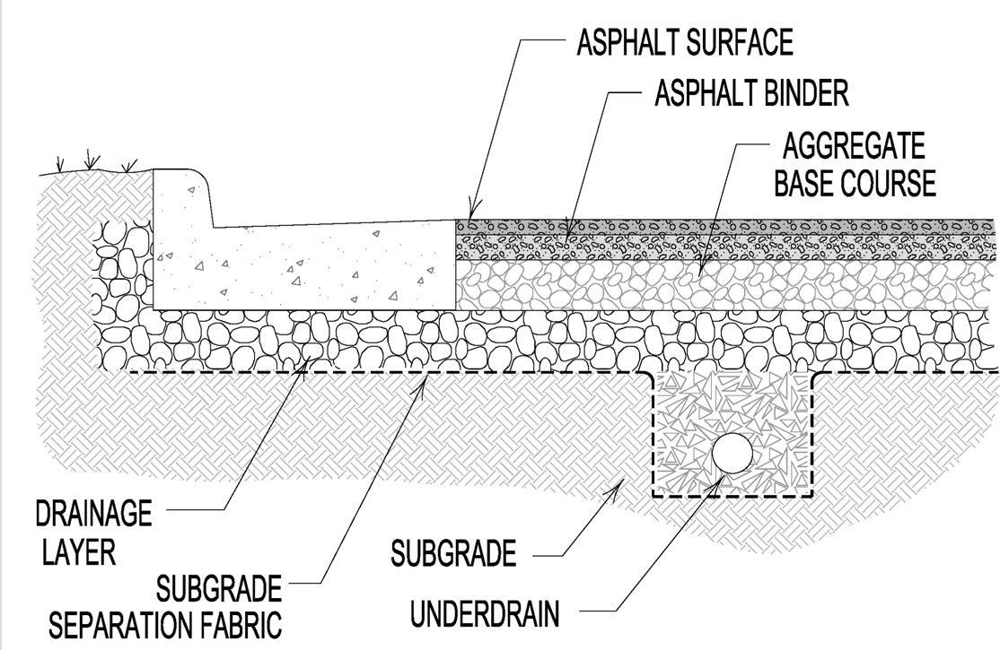 ASPHALT SURFACE
ASPHALT BINDER
AGGREGATE
BASE COURSE
DRAINAGE
LAYER
SUBGRADE
SEPARATION FABRIC
SUBGRADE
UNDERDRAIN